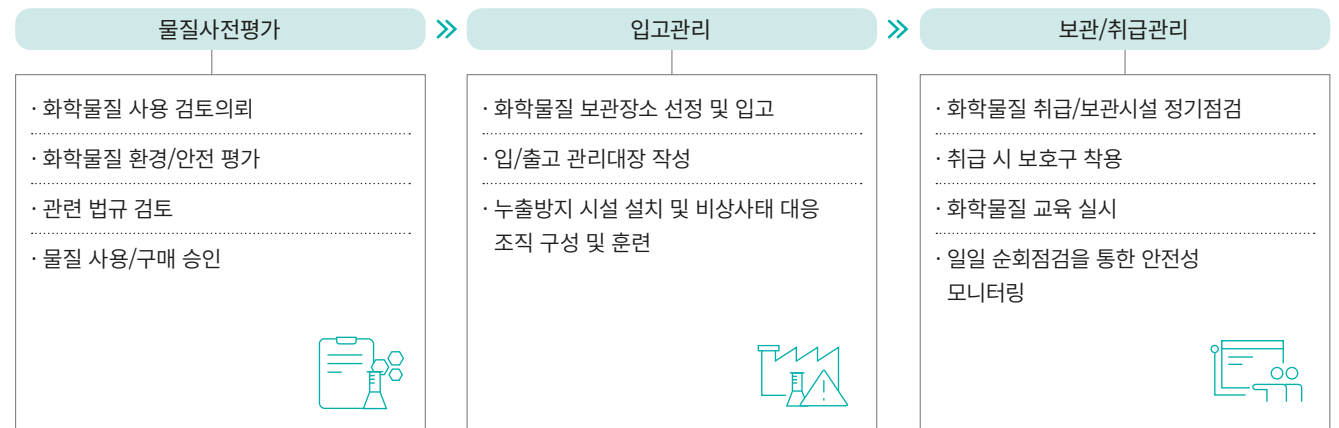 물질사전평가
· 화학물질 사용 검토의뢰
· 화학물질 환경/안전 평가
· 관련 법규 검토
· 물질 사용/구매 승인
입고관리
· 화학물질 보관장소 선정 및 입고
· 입/출고 관리대장 작성
· 누출방지 시설 설치 및 비상사태 대응
조직 구성 및 훈련
보관/취급관리
· 화학물질 취급/보관시설 정기점검
· 취급 시 보호구 착용
· 화학물질 교육 실시
· 일일 순회점검을 통한 안전성
모니터링